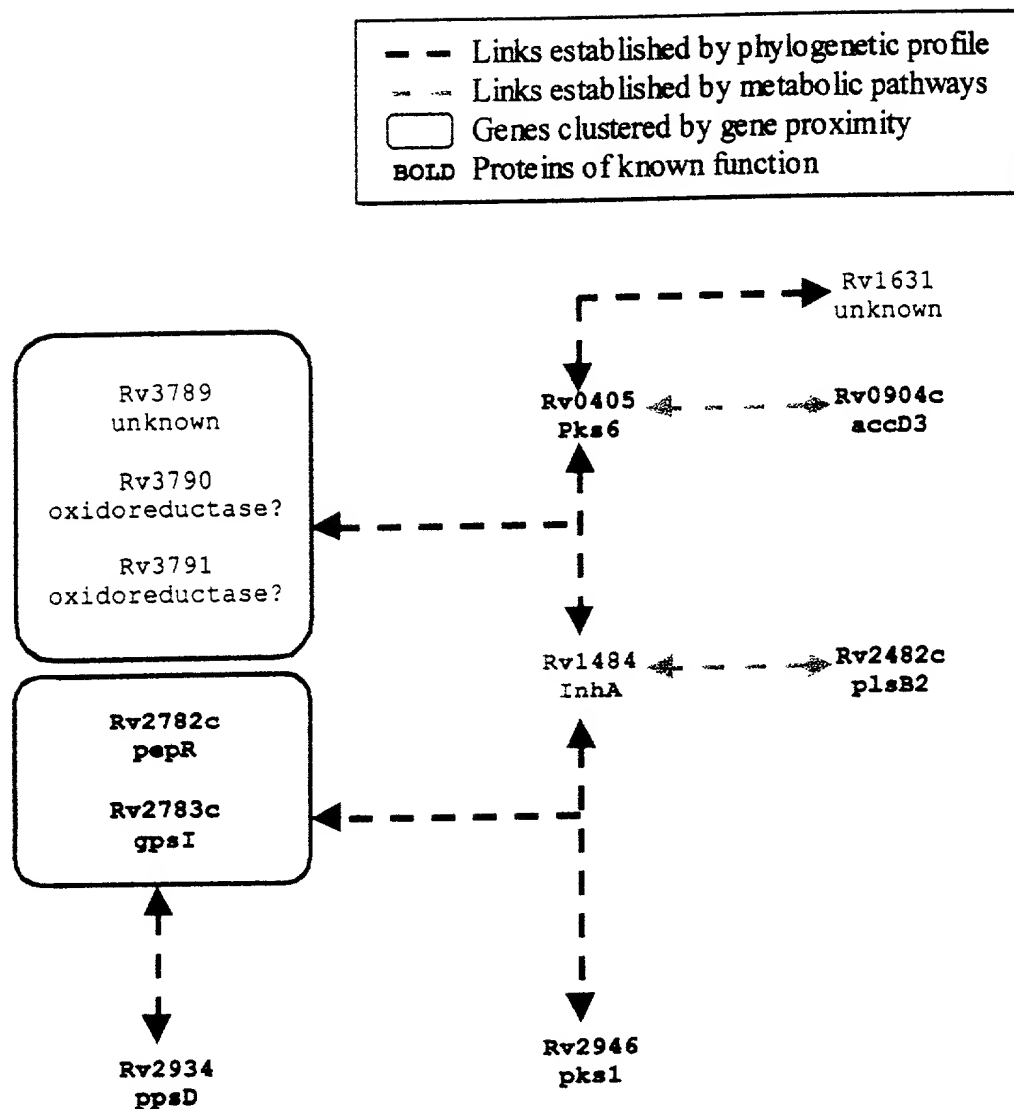 Links established by phylogenetic profile
Links established by metabolic pathways
Genes clustered by gene proximity
BOLD Proteins of known function
Rv1631
unknown
Rv3789
unknown
Rv3790
oxidoreductase?
Rv3791
oxidoreductase?
Rv0405
Pks6
Rv0904c
accD3
Rv1484
InhA
Rv2482c
plsB2
Rv2782c
pepR
Rv2783c
gpsI
Rv2934
ppsD
Rv2946
pks1